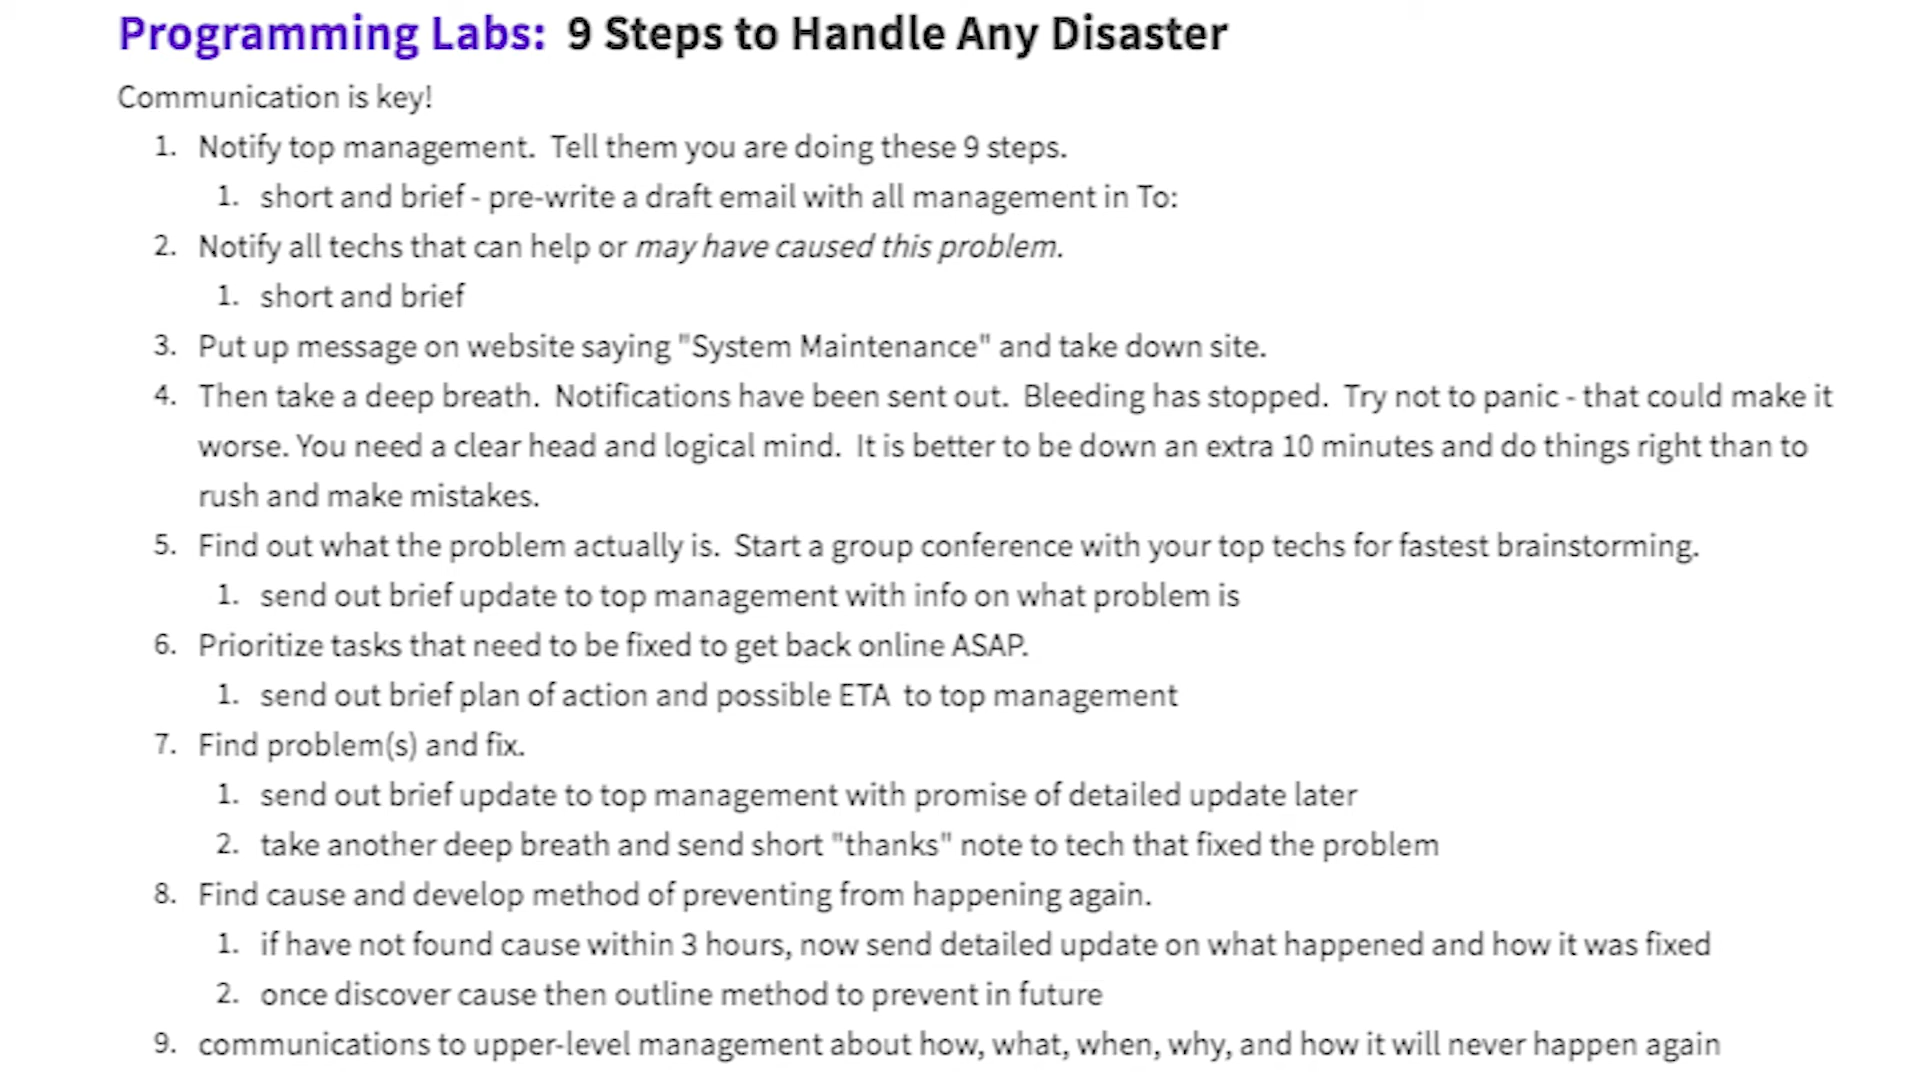 Programming Labs: 9 Steps to Handle Any Disaster
Communication is key!
1. Notify top management. Tell them you are doing these 9 steps.
1. short and brief - pre-write a draft email with all management in To:
2. Notify all techs that can help or may have caused this problem.
1. short and brief
3. Put up message on website saying "System Maintenance" and take down site.
4. Then take a deep breath. Notifications have been sent out. Bleeding has stopped. Try not to panic - that could make it
worse. You need a clear head and logical mind. It is better to be down an extra 10 minutes and do things right than to
rush and make mistakes.
5. Find out what the problem actually is. Start a group conference with your top techs for fastest brainstorming.
1. send out brief update to top management with info on what problem is
6. Prioritize tasks that need to be fixed to get back online ASAP.
1. send out brief plan of action and possible ETA to top management
7. Find problem(s) and fix.
1. send out brief update to top management with promise of detailed update later
2. take another deep breath and send short "thanks" note to tech that fixed the problem
8. Find cause and develop method of preventing from happening again.
1. if have not found cause within 3 hours, now send detailed update on what happened and how it was fixed
2. once discover cause then outline method to prevent in future
9. communications to upper-level management about how, what, when, why, and how it will never happen again